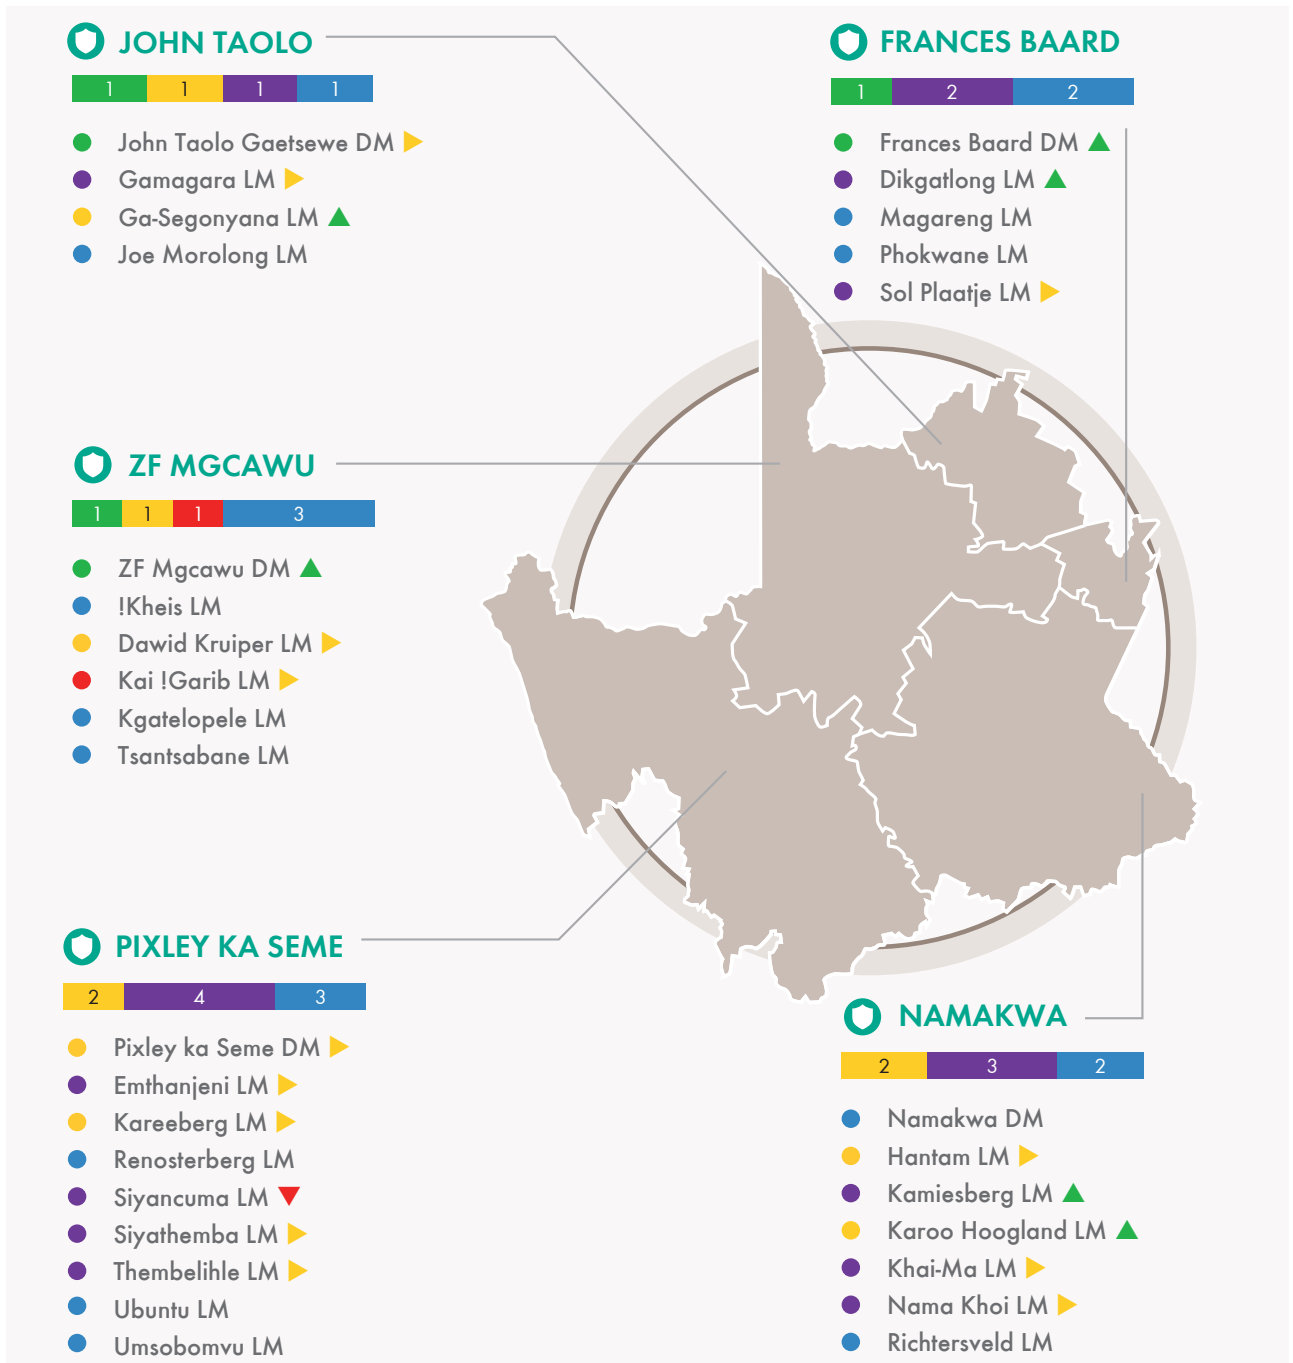 JOHN TAOLO
1 1 1 1
John Taolo Gaetsewe DM
Gamagara LM
Ga-Segonyana LM
Joe Morolong LM
FRANCES BAARD
1 2 2
Frances Baard DM
Dikgatlong LM
Magareng LM
Phokwane LM
Sol Plaatje LM
ZF MGCAWU
1 1 1 3
ZF Mgcawu DM
!Kheis LM
Dawid Kruiper LM
Kai !Garib LM
Kgatelopele LM
Tsantsabane LM
PIXLEY KA SEME
2 4 3
Pixley ka Seme DM
Emthanjeni LM
Kareeberg LM
Renosterberg LM
Siyancuma LM
Siyathemba LM
Thembelihle LM
Ubuntu LM
Umsobomvu LM
NAMAKWA
2 3 2
Namakwa DM
Hantam LM
Kamiesberg LM
Karoo Hoogland LM
Khai-Ma LM
Nama Khoi LM
Richtersveld LM